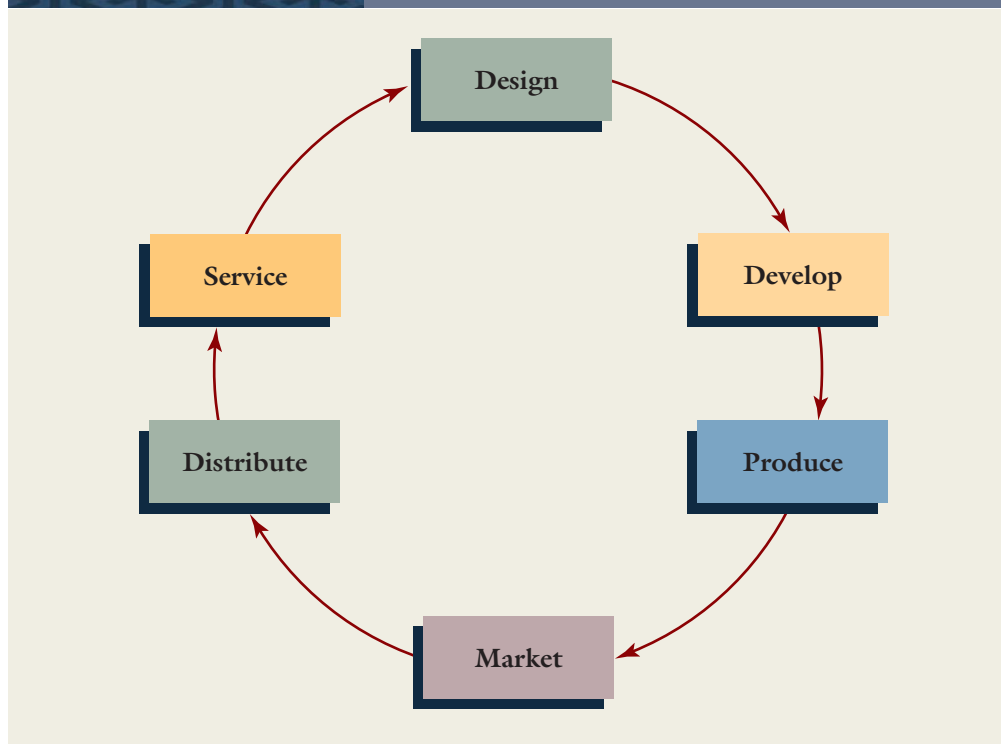 Design
Develop
Produce
Market
Distribute
Service